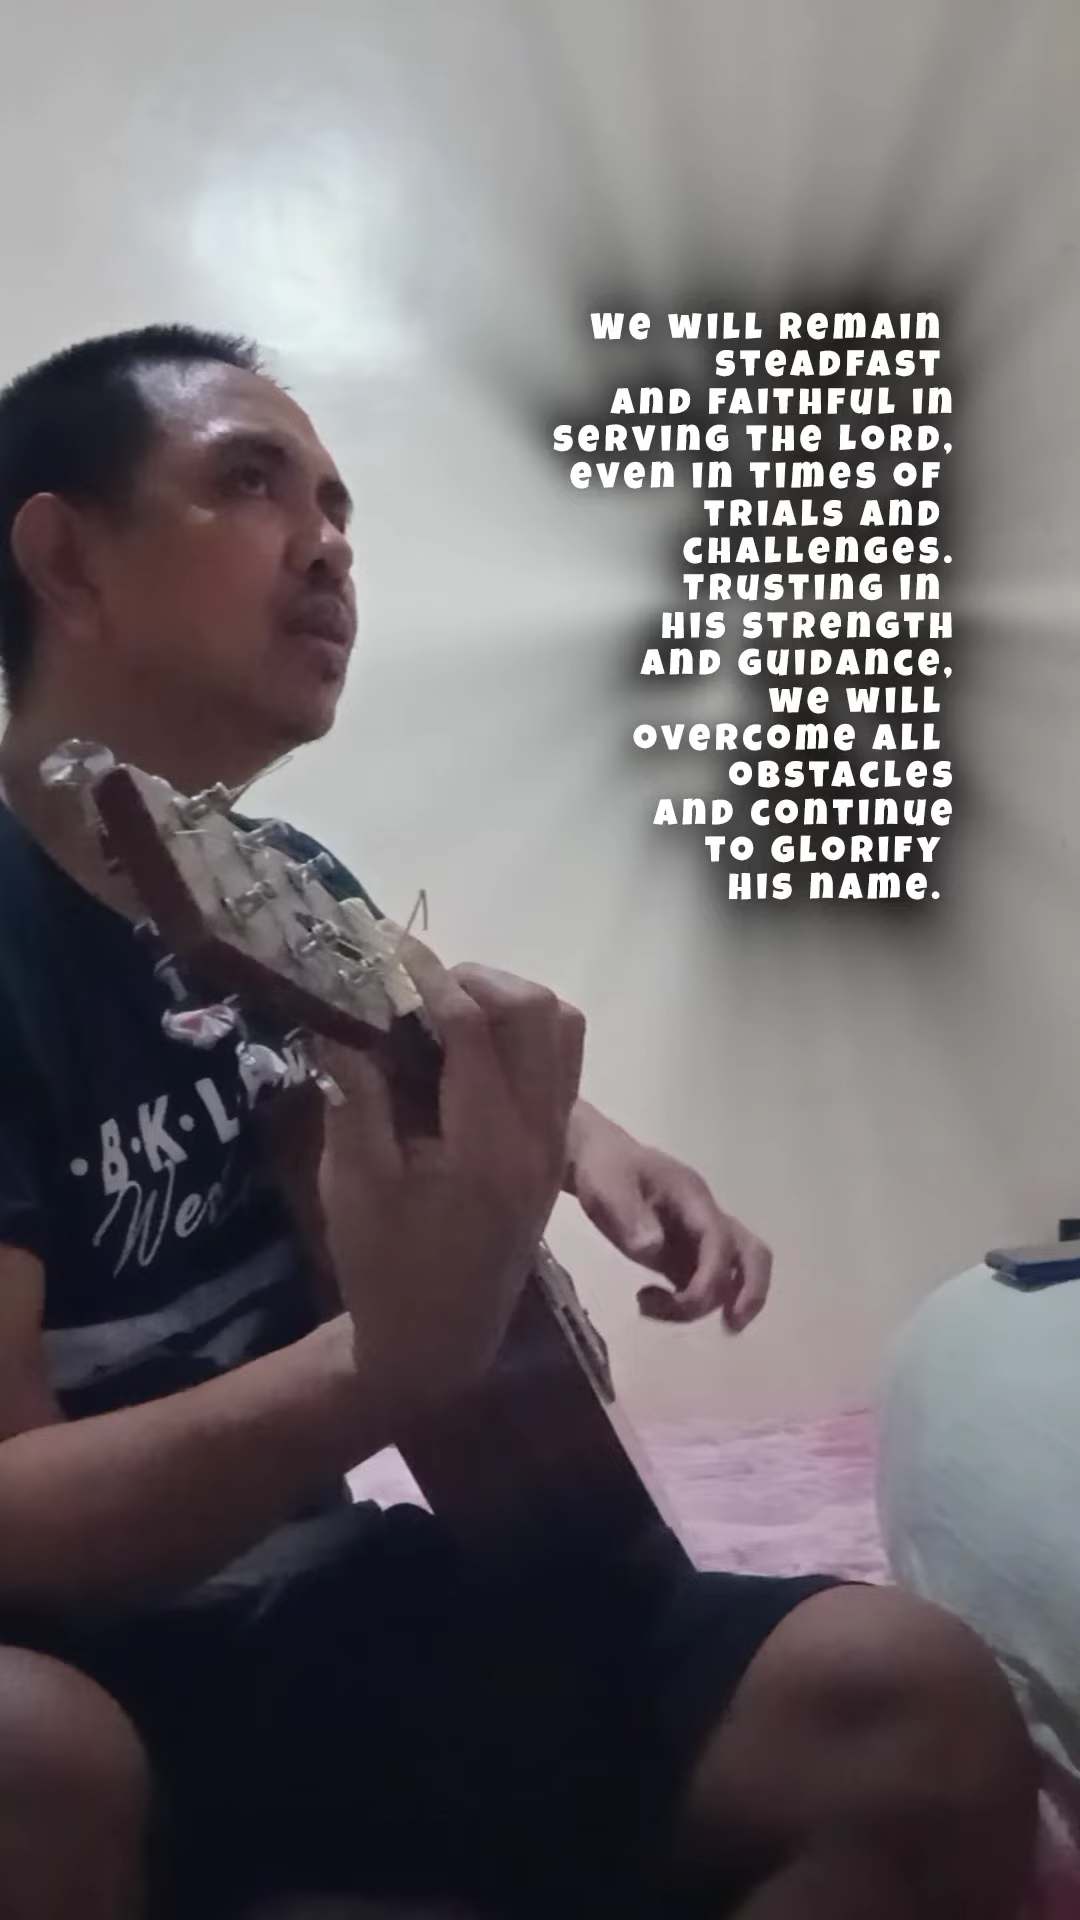 We will remain
steadfast
and faithful in
serving the Lord,
even in times of
trials and
challenges.
Trusting in
His strength
and guidance,
we will
overcome all
obstacles
and continue
to glorify
His name.
B.K.L